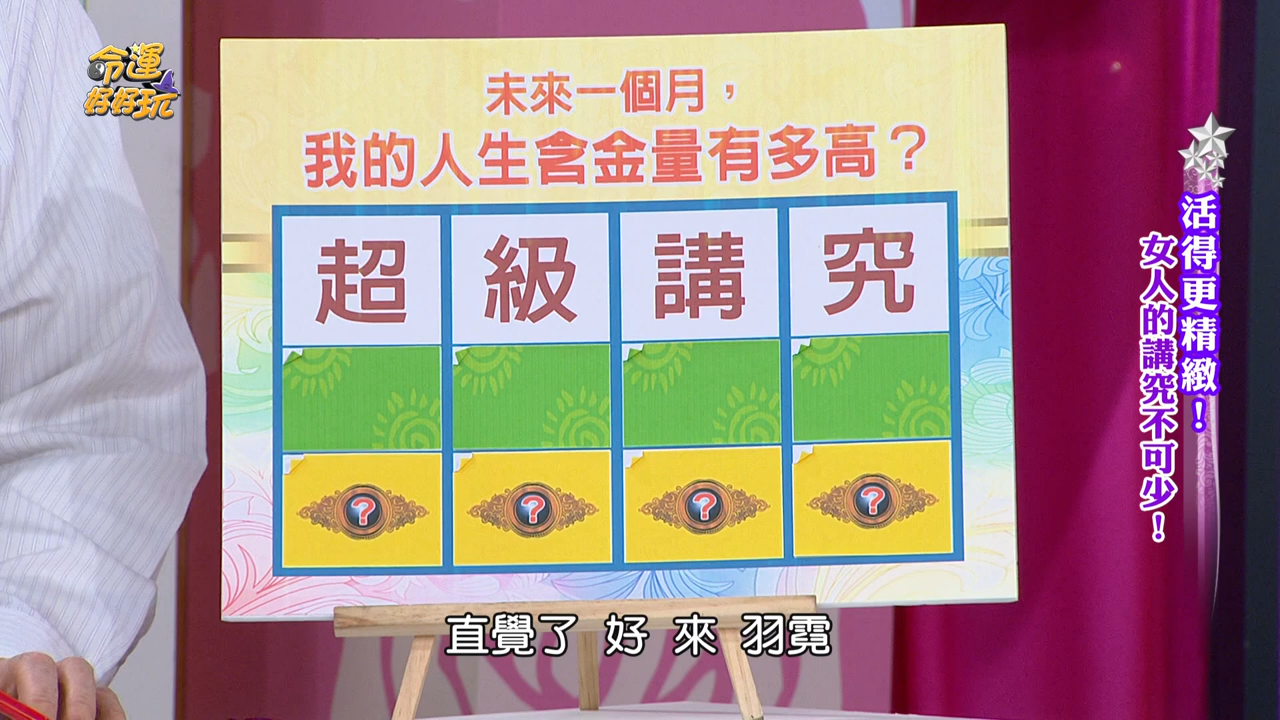 命運
好好玩
未來一個月，
我的人生含金量有多高？
超 級 講 究
? ? ? ?
活得更精緻！
女人的講究不可少！
直覺了 好 來 羽霓